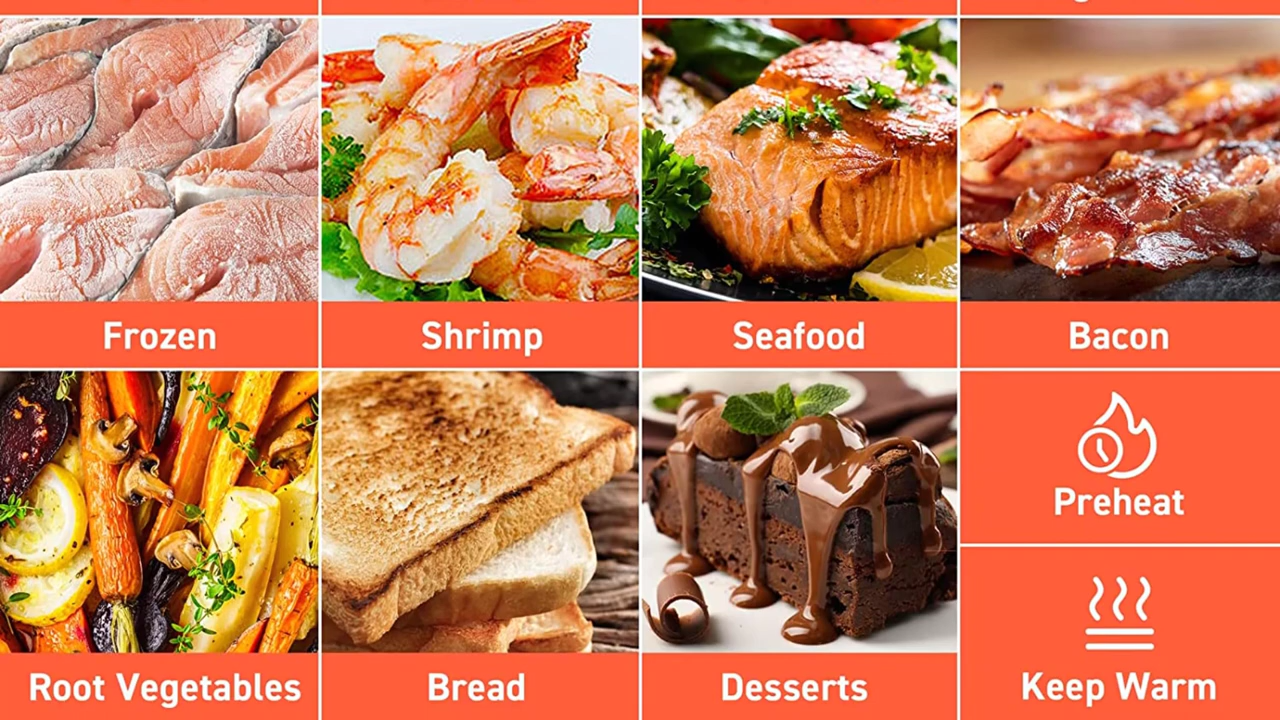 Frozen
Shrimp
Seafood
Bacon
Preheat
Root Vegetables
Bread
Desserts
Keep Warm